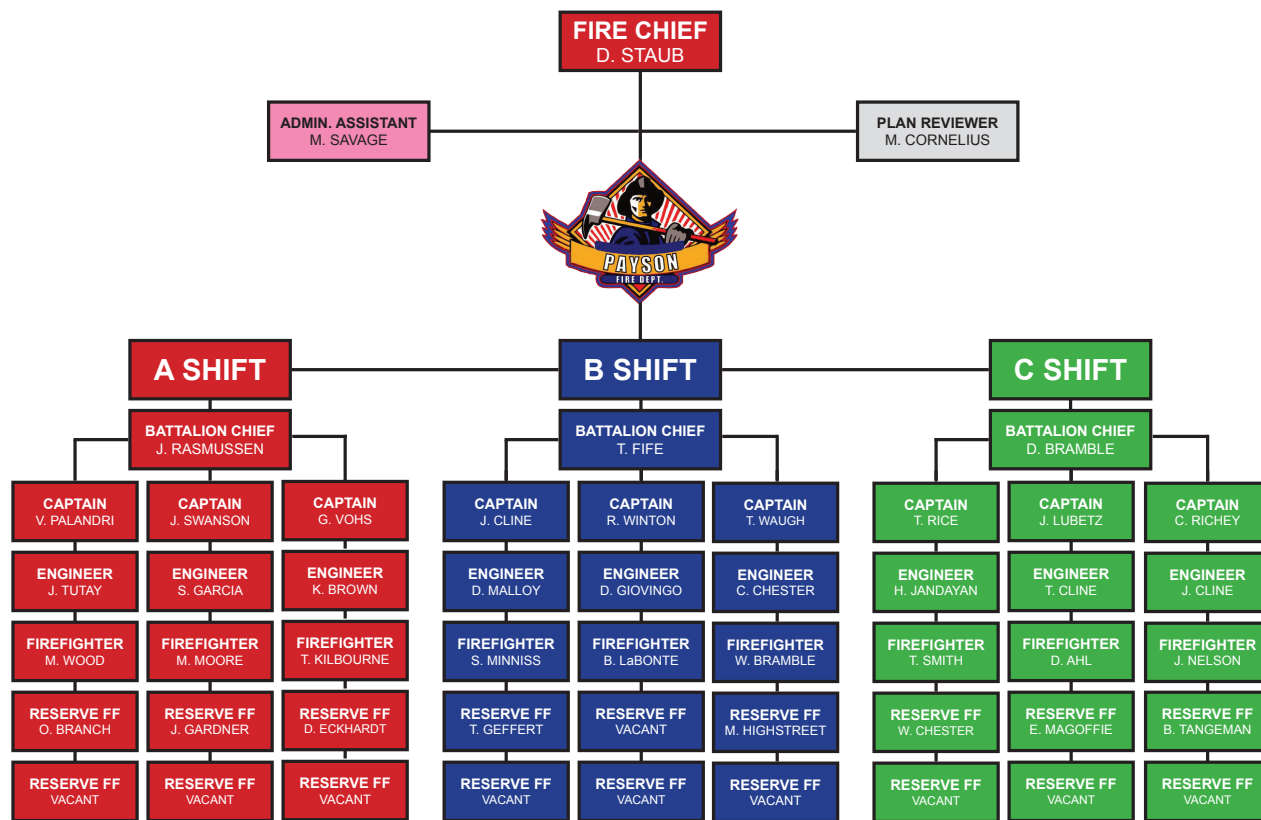 FIRE CHIEF
D. STAUB
ADMIN. ASSISTANT
M. SAVAGE
PLAN REVIEWER
M. CORNELIUS
PAYSON
FIRE DEPT.
A SHIFT
B SHIFT
C SHIFT
BATTALION CHIEF
J. RASMUSSEN
BATTALION CHIEF
T. FIFE
BATTALION CHIEF
D. BRAMBLE
CAPTAIN
V. PALANDRI
CAPTAIN
J. SWANSON
CAPTAIN
G. VOHS
CAPTAIN
J. CLINE
CAPTAIN
R. WINTON
CAPTAIN
T. WAUGH
CAPTAIN
T. RICE
CAPTAIN
J. LUBETZ
CAPTAIN
C. RICHEY
ENGINEER
J. TUTAY
ENGINEER
S. GARCIA
ENGINEER
K. BROWN
ENGINEER
D. MALLOY
ENGINEER
D. GIOVINGO
ENGINEER
C. CHESTER
ENGINEER
H. JANDAYAN
ENGINEER
T. CLINE
ENGINEER
J. CLINE
FIREFIGHTER
M. WOOD
FIREFIGHTER
M. MOORE
FIREFIGHTER
T. KILBOURNE
FIREFIGHTER
S. MINNISS
FIREFIGHTER
B. LaBONTE
FIREFIGHTER
W. BRAMBLE
FIREFIGHTER
T. SMITH
FIREFIGHTER
D. AHL
FIREFIGHTER
J. NELSON
RESERVE FF
O. BRANCH
RESERVE FF
J. GARDNER
RESERVE FF
D. ECKHARDT
RESERVE FF
T. GEFFERT
RESERVE FF
VACANT
RESERVE FF
M. HIGHSTREET
RESERVE FF
W. CHESTER
RESERVE FF
E. MAGOFFIE
RESERVE FF
B. TANGEMAN
RESERVE FF
VACANT
RESERVE FF
VACANT
RESERVE FF
VACANT
RESERVE FF
VACANT
RESERVE FF
VACANT
RESERVE FF
VACANT
RESERVE FF
VACANT
RESERVE FF
VACANT
RESERVE FF
VACANT